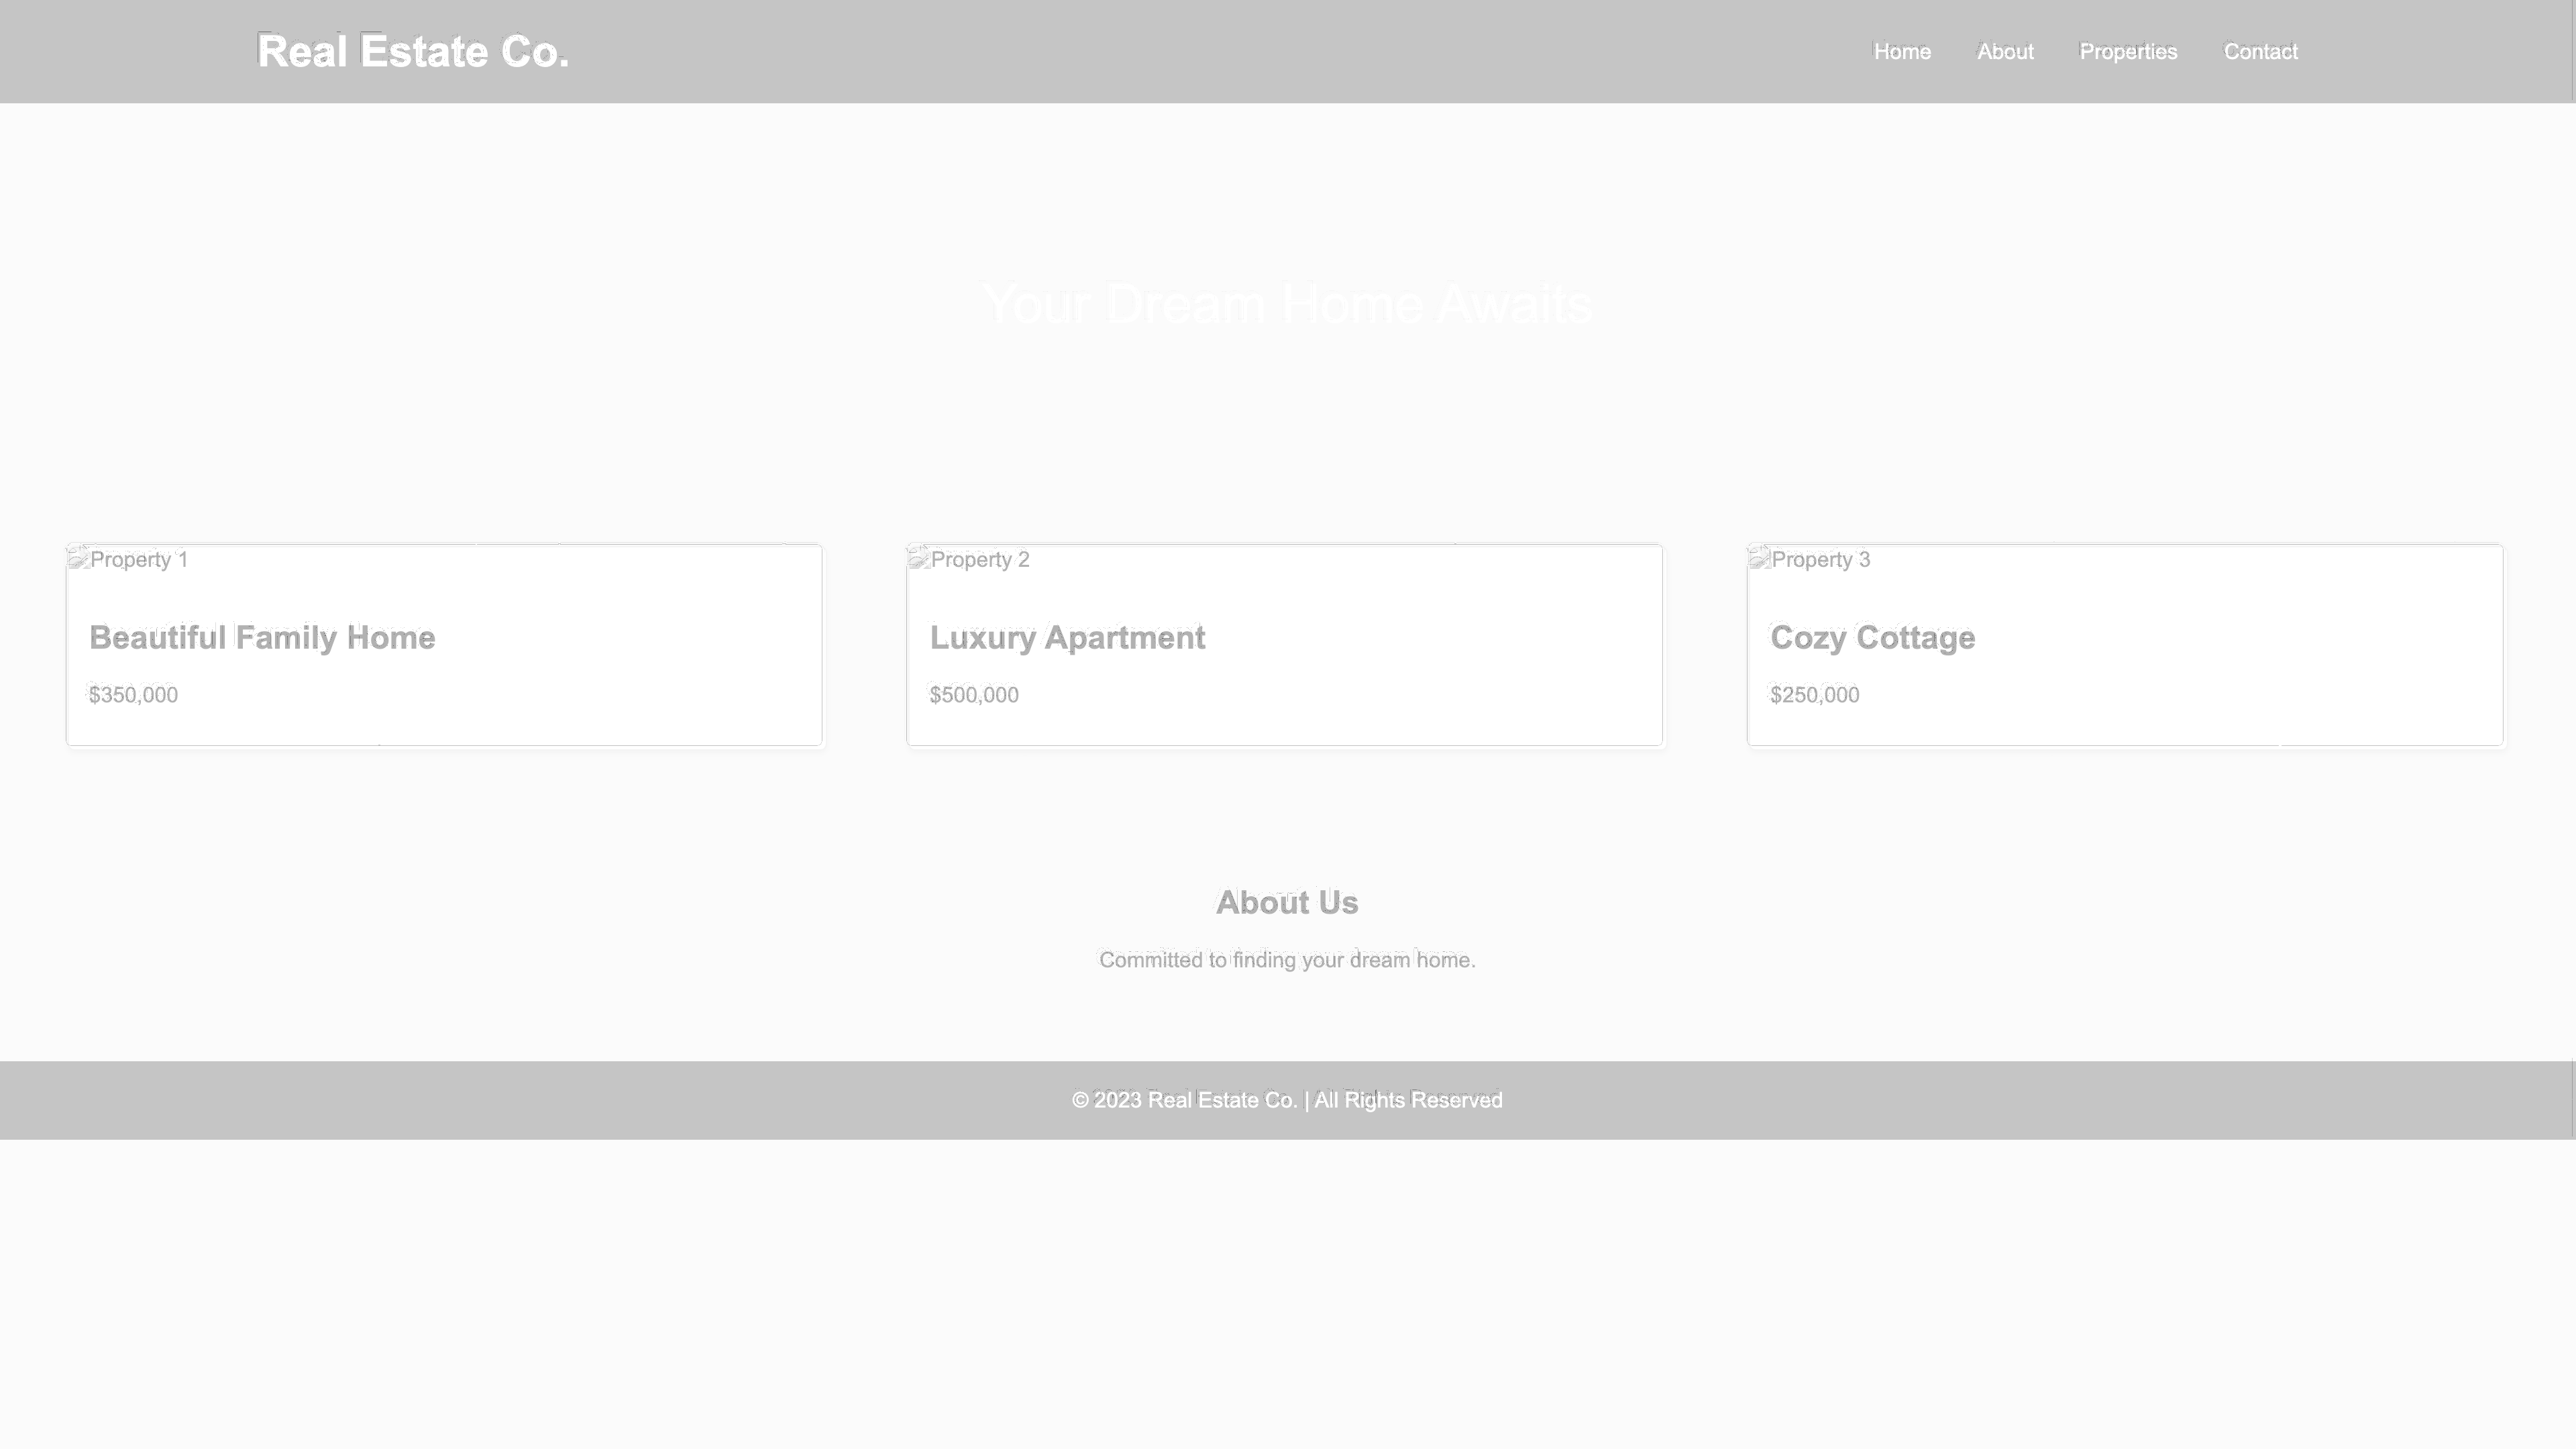 Real Estate Co.
Home About Properties Contact
Your Dream Home Awaits
Property 1
Beautiful Family Home
$350,000
Property 2
Luxury Apartment
$500,000
Property 3
Cozy Cottage
$250,000
About Us
Committed to finding your dream home.
© 2023 Real Estate Co. | All Rights Reserved